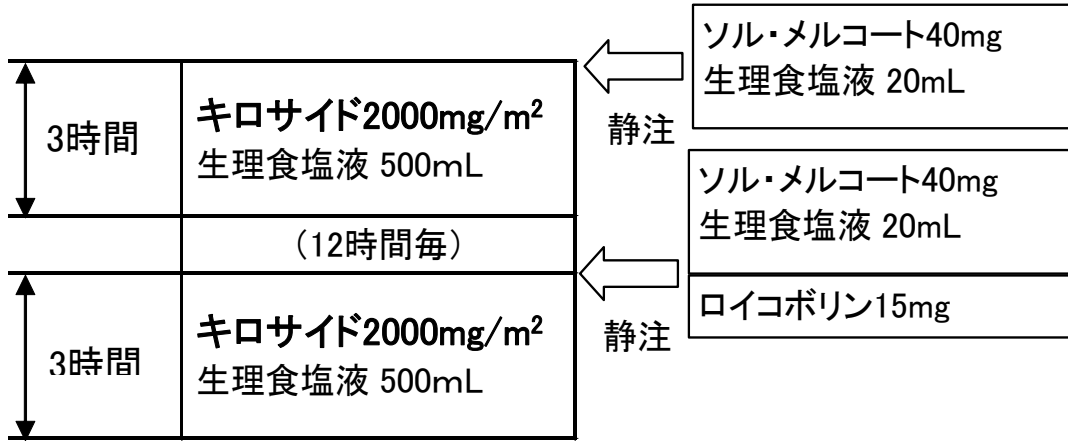 ソル・メルコート40mg
生理食塩液 20mL
静注
3時間
キロサイド2000mg/m²
生理食塩液 500mL
(12時間毎)
ソル・メルコート40mg
生理食塩液 20mL
ロイコボリン15mg
静注
3時間
キロサイド2000mg/m²
生理食塩液 500mL